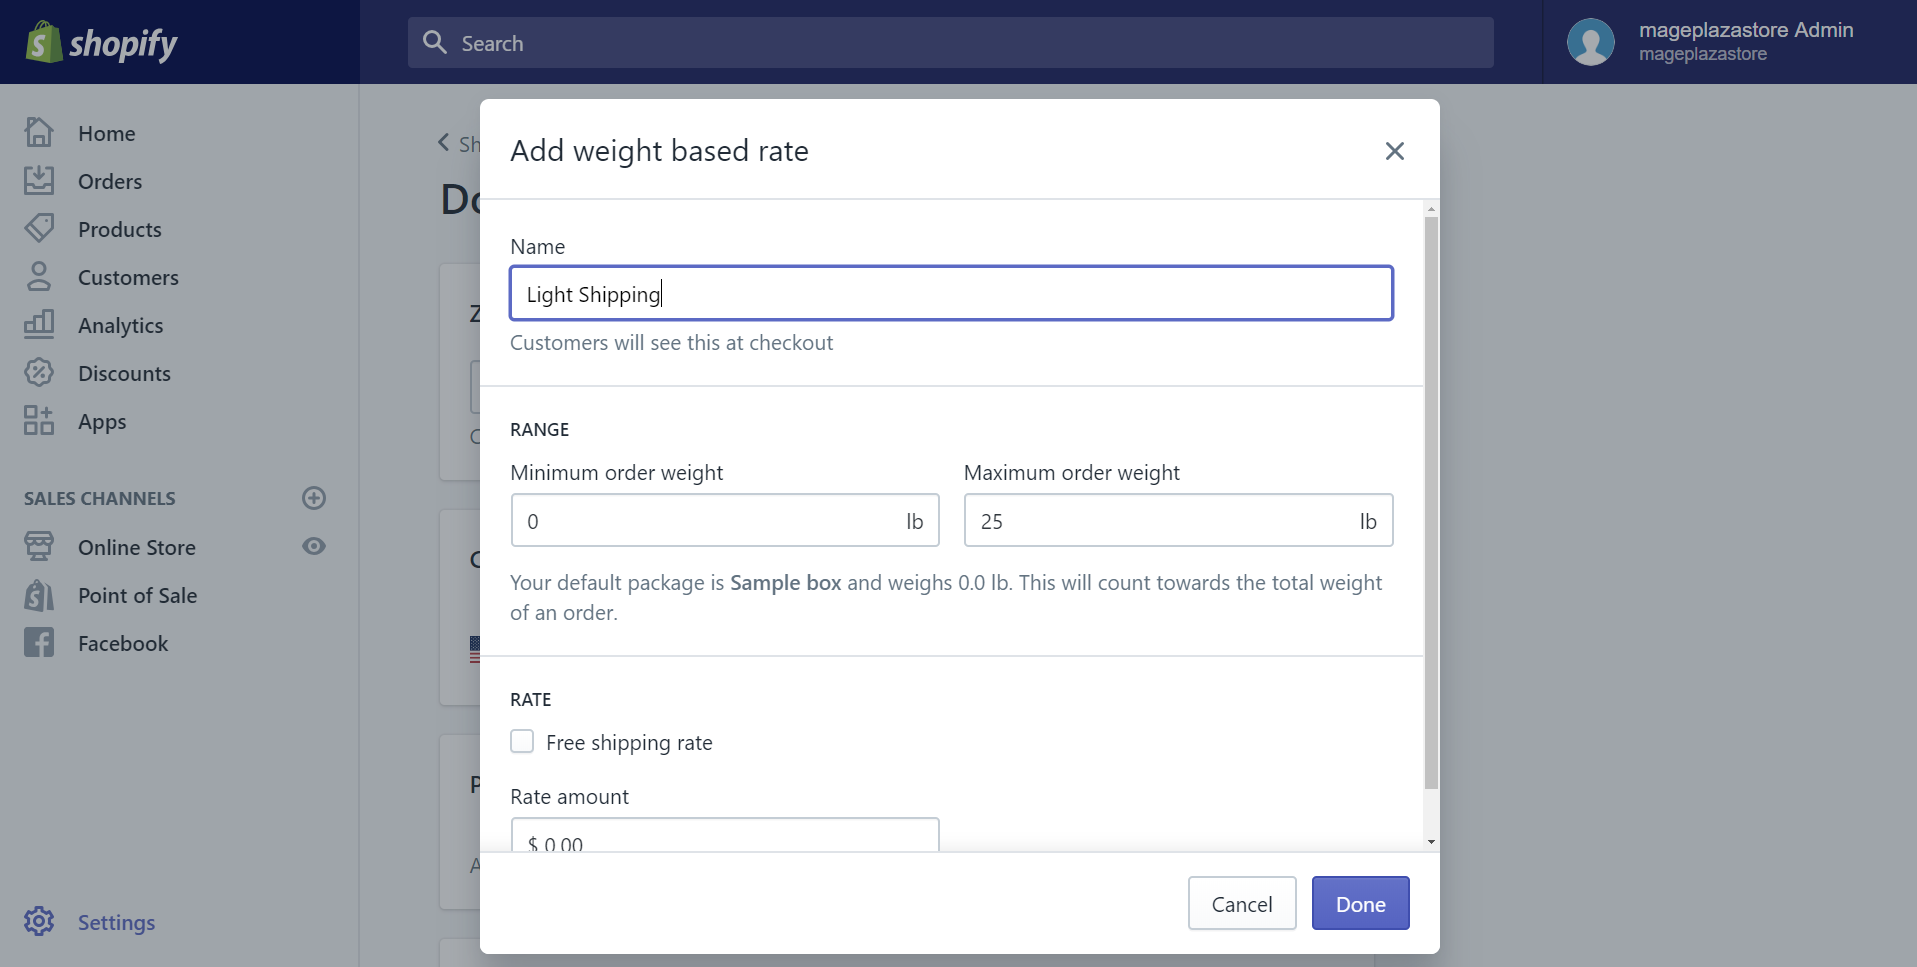 shopify
Search
mageplazastore Admin
mageplazastore
Home
Orders
Products
Customers
Analytics
Discounts
Apps
SALES CHANNELS
Online Store
Point of Sale
Facebook
Settings
Add weight based rate
Name
Light Shipping
Customers will see this at checkout
RANGE
Minimum order weight
Maximum order weight
0 lb
25 lb
Your default package is Sample box and weighs 0.0 lb. This will count towards the total weight
of an order.
RATE
Free shipping rate
Rate amount
$ 0.00
Cancel
Done